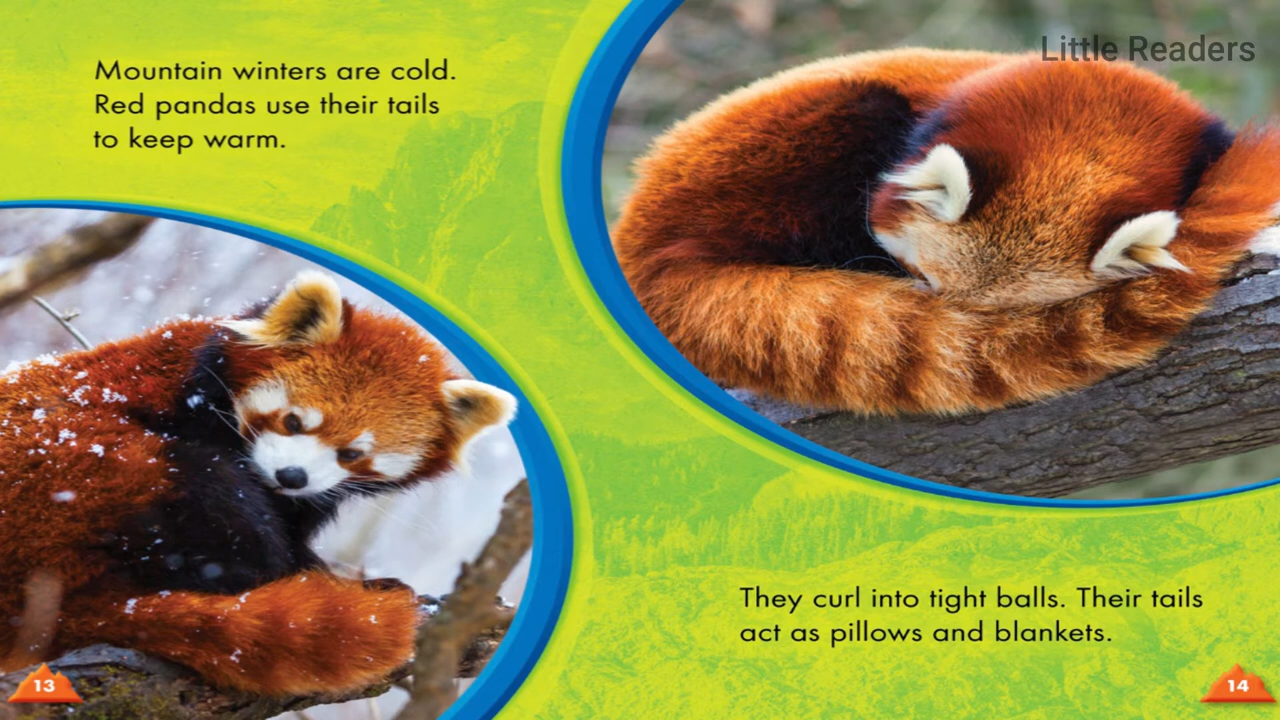 Mountain winters are cold.
Red pandas use their tails
to keep warm.
Little Readers
They curl into tight balls. Their tails
act as pillows and blankets.
13
14